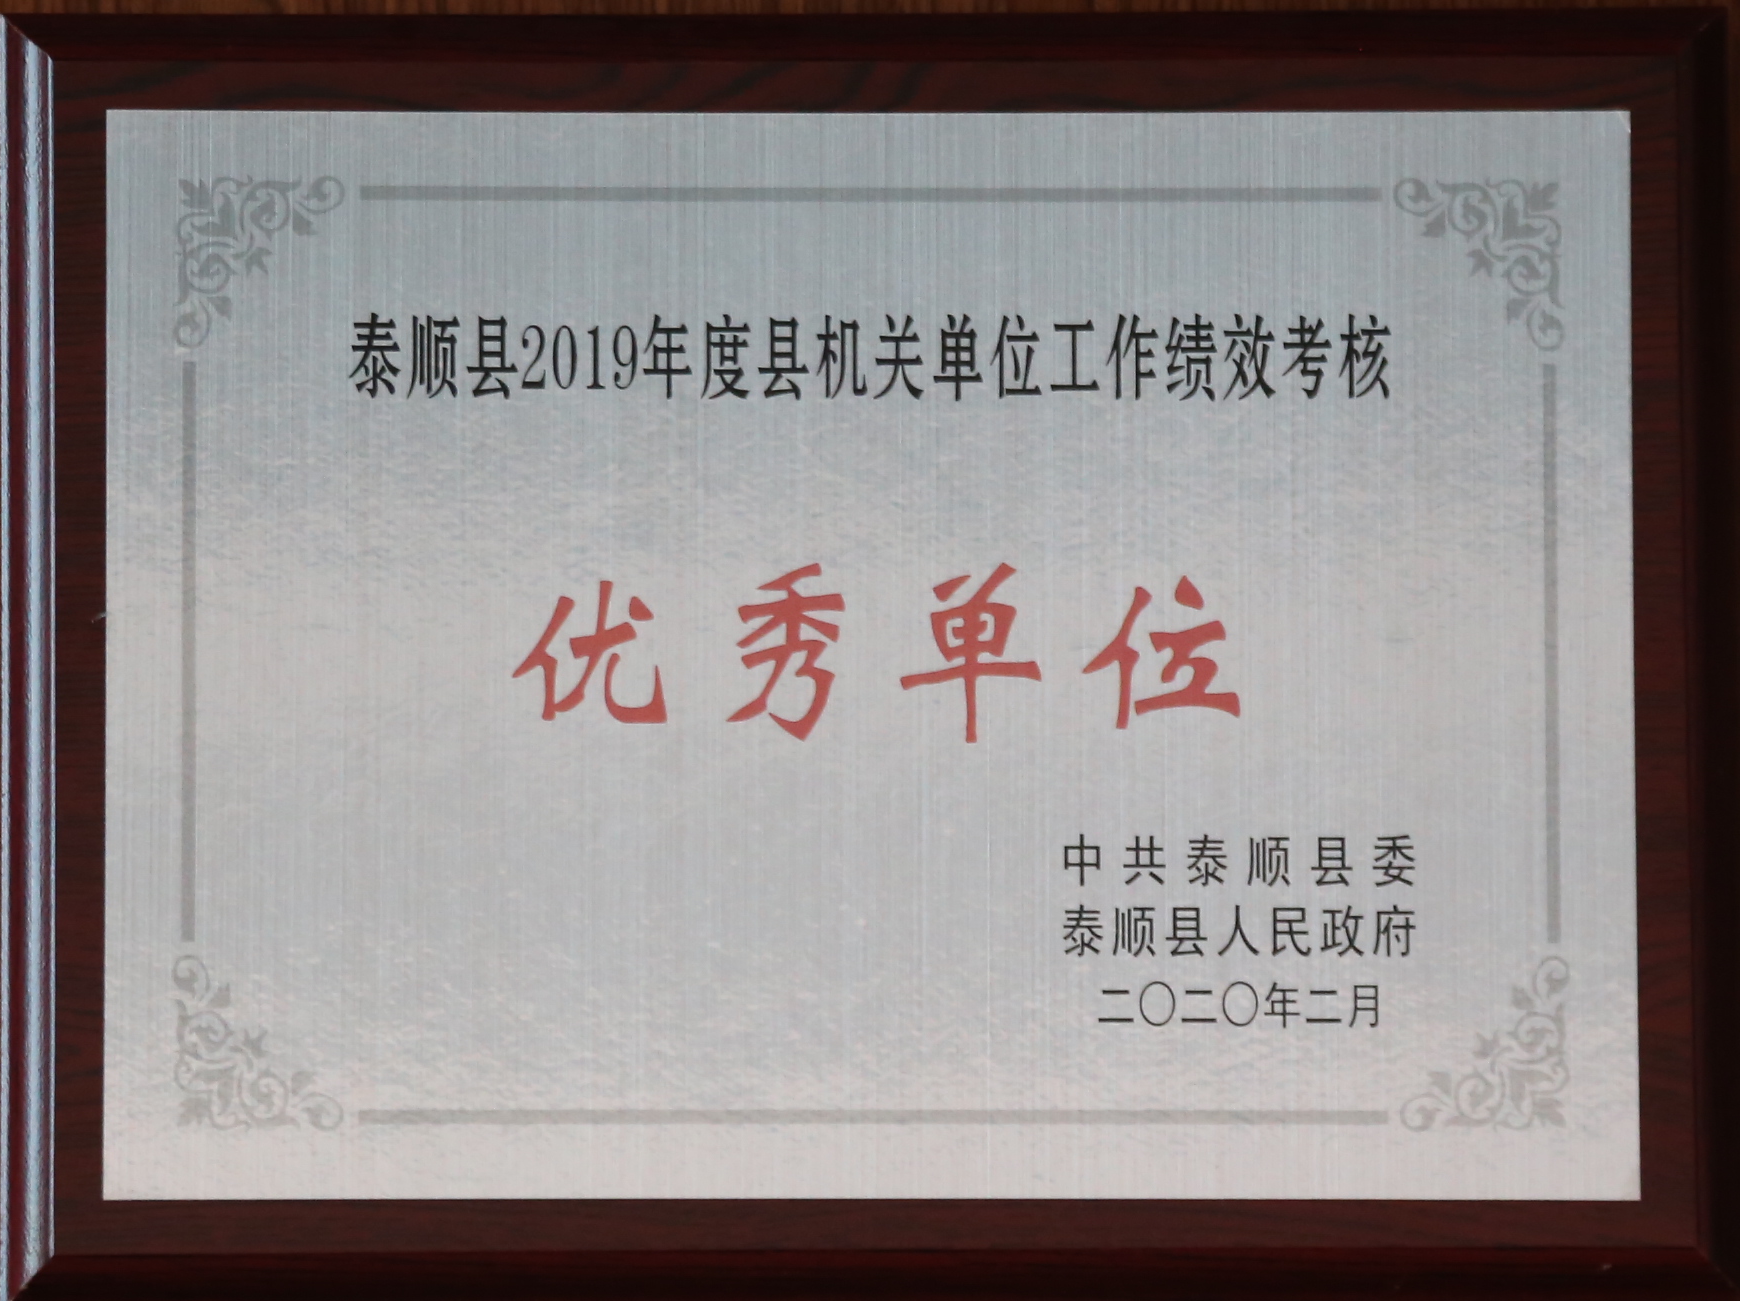 泰顺县2019年度县机关单位工作绩效考核
优秀单位
中共泰顺县委
泰顺县人民政府
二〇二〇年二月